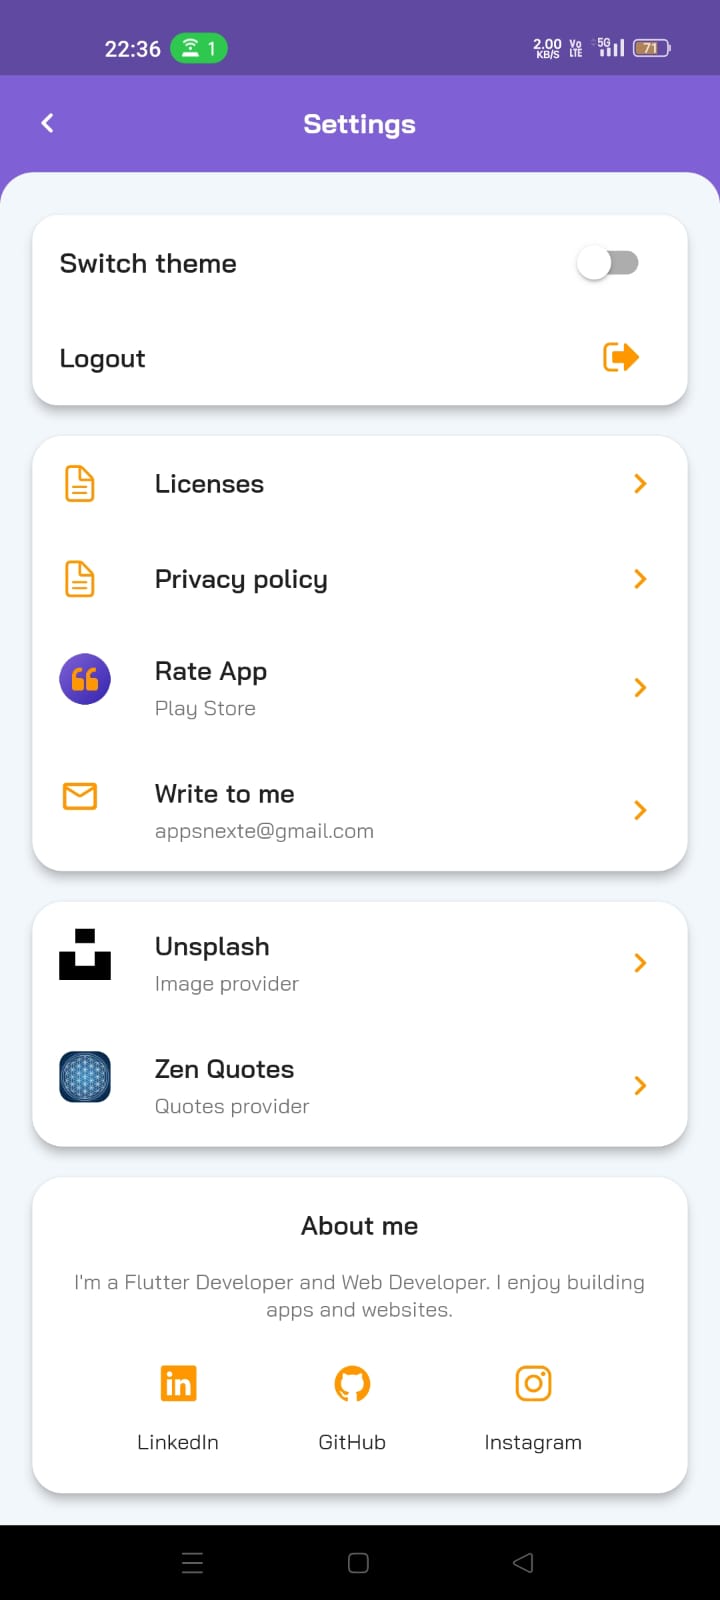 22:36 1 2.00 KB/S Vo LTE 5G 71
Settings
Switch theme
Logout
Licenses
Privacy policy
Rate App
Play Store
Write to me
appsnexte@gmail.com
Unsplash
Image provider
Zen Quotes
Quotes provider
About me
I'm a Flutter Developer and Web Developer. I enjoy building
apps and websites.
LinkedIn GitHub Instagram